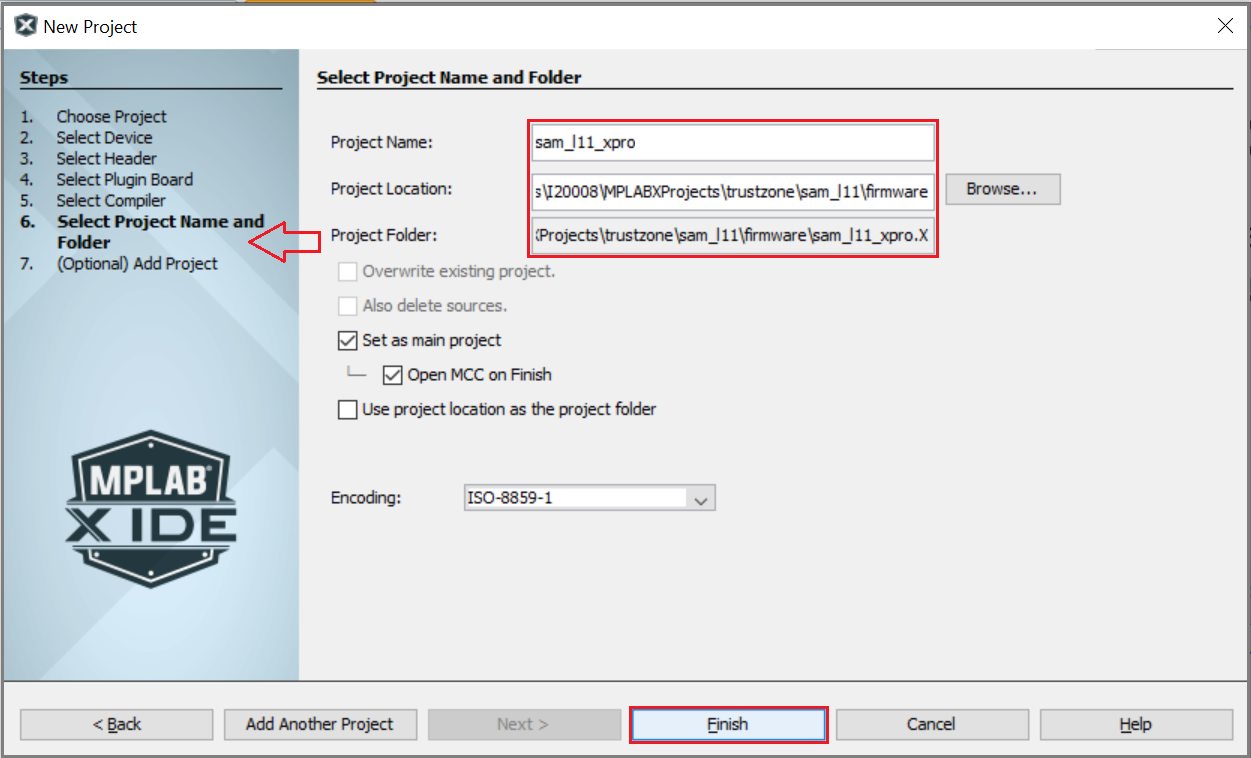 New Project
Steps
1. Choose Project
2. Select Device
3. Select Header
4. Select Plugin Board
5. Select Compiler
6. Select Project Name and
Folder
7. (Optional) Add Project
MPLAB®
X IDE
Select Project Name and Folder
Project Name: sam_l11_xpro
Project Location: s\I20008\MPLABXProjects\trustzone\sam_l11\firmware Browse...
Project Folder: Projects\trustzone\sam_l11\firmware\sam_l11_xpro.X
Overwrite existing project.
Also delete sources.
Set as main project
Open MCC on Finish
Use project location as the project folder
Encoding: ISO-8859-1
< Back Add Another Project Next > Finish Cancel Help